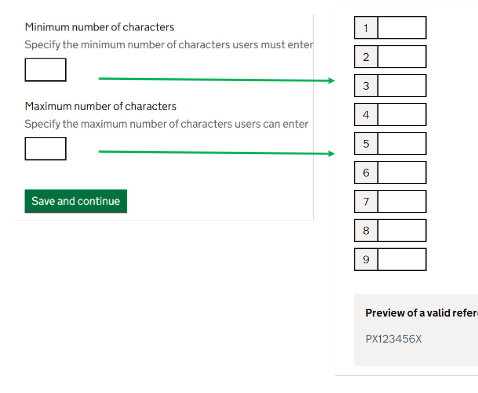 Minimum number of characters
Specify the minimum number of characters users must enter
Maximum number of characters
Specify the maximum number of characters users can enter
Save and continue
1
2
3
4
5
6
7
8
9
Preview of a valid refer
PX123456X